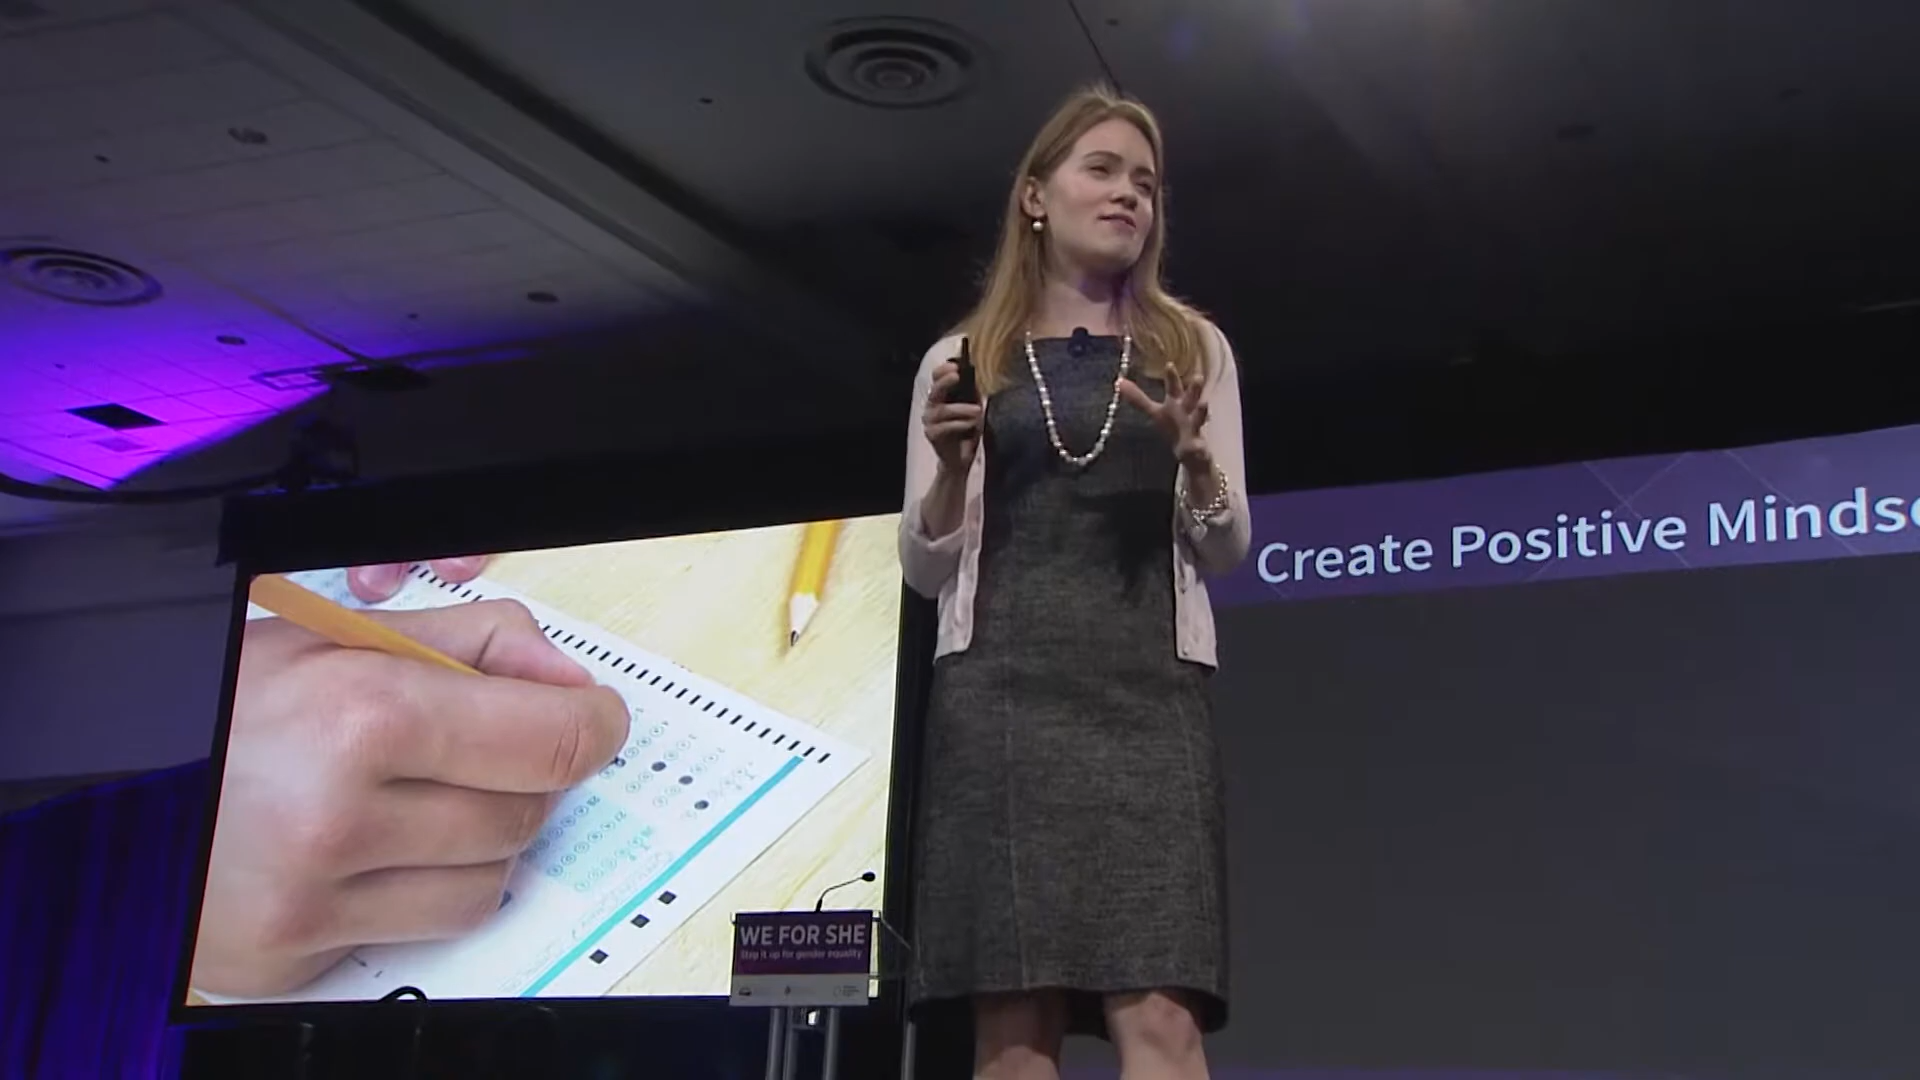 Create Positive Mindse
WE FOR SHE
Step it up for gender equality